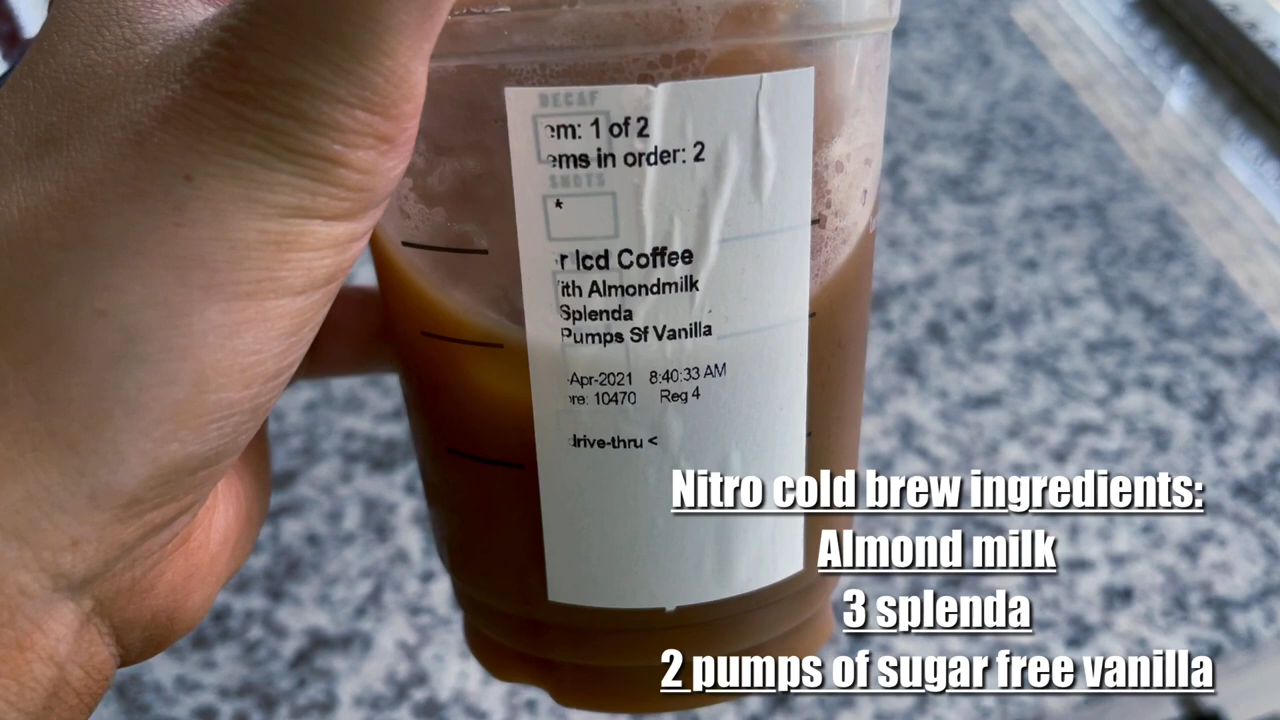 DECAF
em: 1 of 2
ems in order: 2
SHOTS
*
r Icd Coffee
ith Almondmilk
Splenda
Pumps Sf Vanilla
-Apr-2021 8:40:33 AM
re: 10470 Reg 4
drive-thru <
Nitro cold brew ingredients:
Almond milk
3 splenda
2 pumps of sugar free vanilla